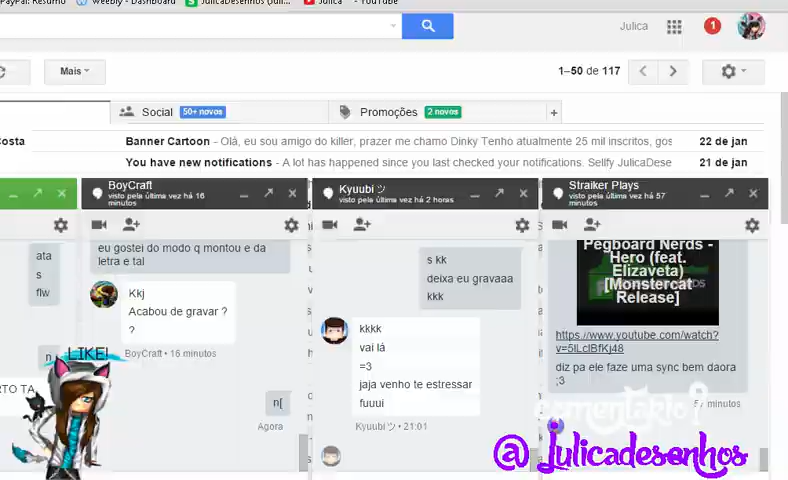 PayPal: Resumo
Weebly - Dashboard
JulicaDesenhos (Juli...
Julica
- YouTube
Julica
1
Mais
1–50 de 117
Social
50+ novos
Promoções
2 novos
+
Costa
Banner Cartoon - Olá, eu sou amigo do killer, prazer me chamo Dinky Tenho atualmente 25 mil inscritos, gos
22 de jan
You have new notifications - A lot has happened since you last checked your notifications. Sellfy JulicaDese
21 de jan
BoyCraft
visto pela última vez há 16
minutos
Kyuubi ツ
visto pela última vez há 2 horas
Straiker Plays
visto pela última vez há 57
minutos
ata
s
flw
n
RTO TA
LIKE!
eu gostei do modo q montou e da
letra e tal
Kkj
Acabou de gravar ?
?
BoyCraft • 16 minutos
n[
Agora
s kk
deixa eu gravaaa
kkk
kkkk
vai lá
=3
jaja venho te estressar
fuuui
Kyuubi ツ • 21:01
Pegboard Nerds -
Hero (feat.
Elizaveta)
[Monstercat
Release]
https://www.youtube.com/watch?
v=5lLclBfKj48
diz pa ele faze uma sync bem daora
;3
minutos
@Julicadesenhos